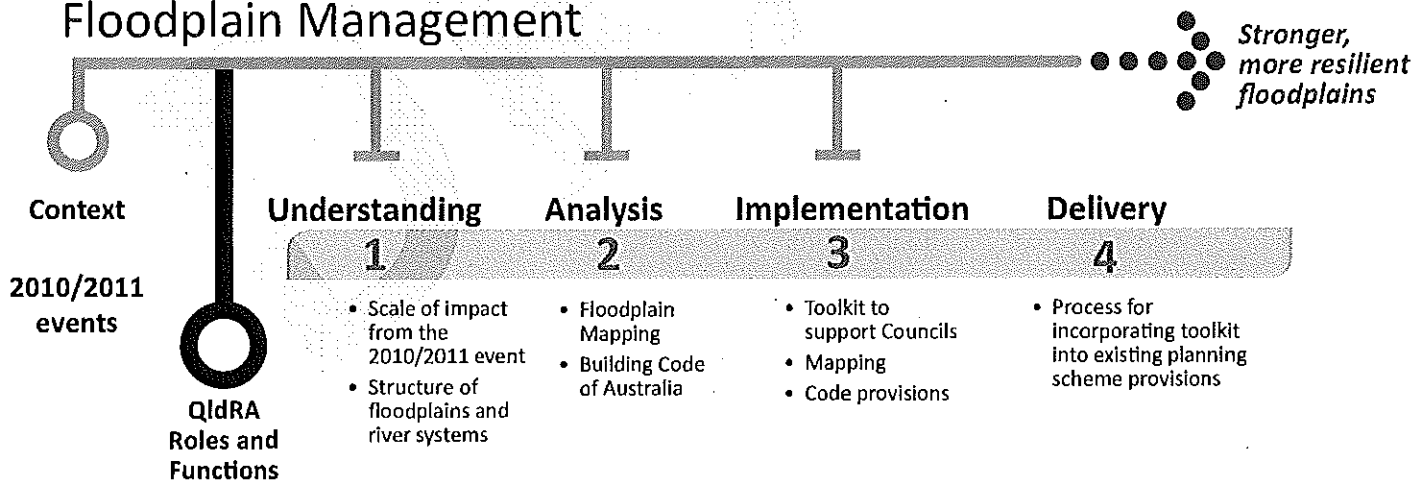 Floodplain Management
Stronger,
more resilient
floodplains
Context
2010/2011
events
QldRA
Roles and
Functions
Understanding
1
• Scale of impact
from the
2010/2011 event
• Structure of
floodplains and
river systems
Analysis
2
• Floodplain
Mapping
• Building Code
of Australia
Implementation
3
• Toolkit to
support Councils
• Mapping
• Code provisions
Delivery
4
• Process for
incorporating toolkit
into existing planning
scheme provisions